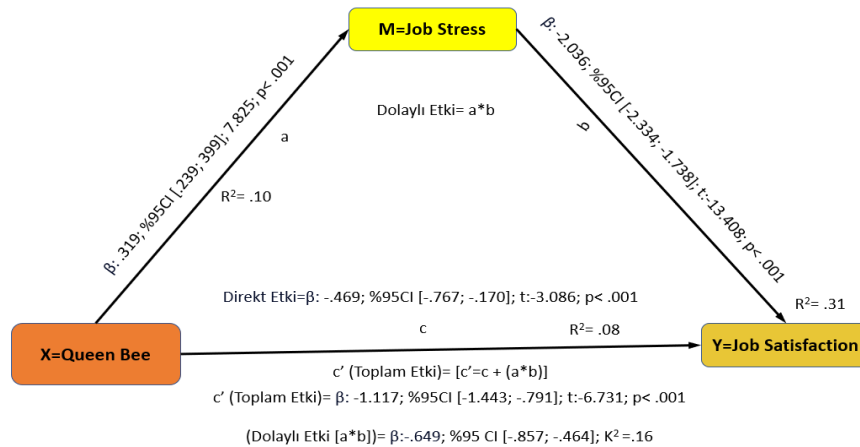 M=Job Stress
β: .319; %95CI [.239; 399]; 7.825; p< .001
a
R²= .10
Dolaylı Etki= a*b
β: -2.036; %95CI [-2.334; -1.738]; t:-13.408; p< .001
b
R²= .31
Direkt Etki=β: -.469; %95CI [-.767; -.170]; t:-3.086; p< .001
c
R²= .08
X=Queen Bee
Y=Job Satisfaction
c’ (Toplam Etki)= [c’=c + (a*b)]
c’ (Toplam Etki)= β: -1.117; %95CI [-1.443; -.791]; t:-6.731; p< .001
(Dolaylı Etki [a*b])= β:-.649; %95 CI [-.857; -.464]; K² =.16